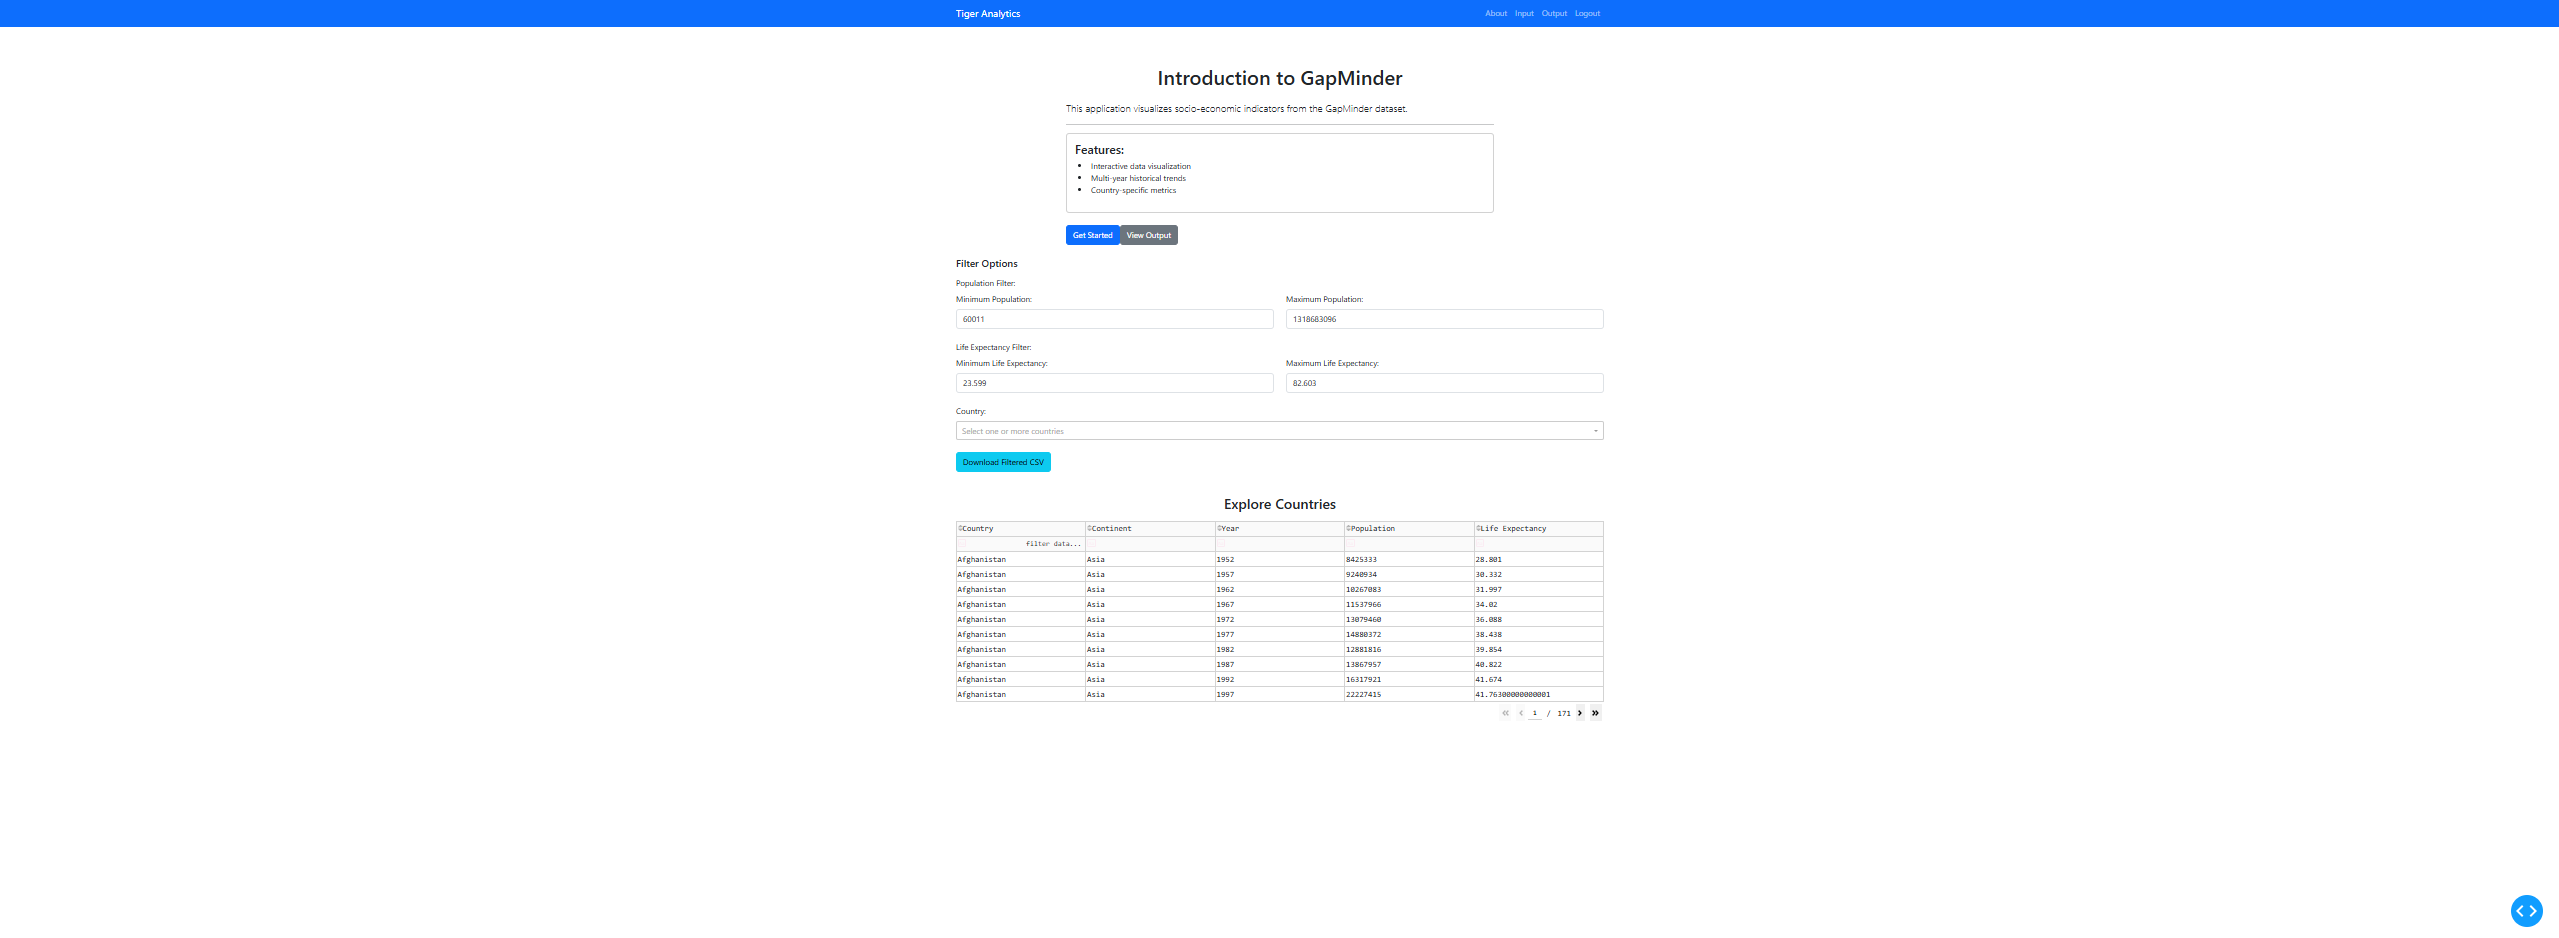 Tiger Analytics About Input Output Logout
Introduction to GapMinder
This application visualizes socio-economic indicators from the GapMinder dataset.
Features:
Interactive data visualization
Multi-year historical trends
Country-specific metrics
Get Started View Output
Filter Options
Population Filter:
Minimum Population: Maximum Population:
60011 1318683096
Life Expectancy Filter:
Minimum Life Expectancy: Maximum Life Expectancy:
23.599 82.603
Country:
Select one or more countries
Download Filtered CSV
Explore Countries
Country Continent Year Population Life Expectancy
filter data...
Afghanistan Asia 1952 8425333 28.801
Afghanistan Asia 1957 9240934 30.332
Afghanistan Asia 1962 10267083 31.997
Afghanistan Asia 1967 11537966 34.02
Afghanistan Asia 1972 13079460 36.088
Afghanistan Asia 1977 14880372 38.438
Afghanistan Asia 1982 12881816 39.854
Afghanistan Asia 1987 13867957 40.822
Afghanistan Asia 1992 16317921 41.674
Afghanistan Asia 1997 22227415 41.76300000000001
« ‹ 1 / 171 › »